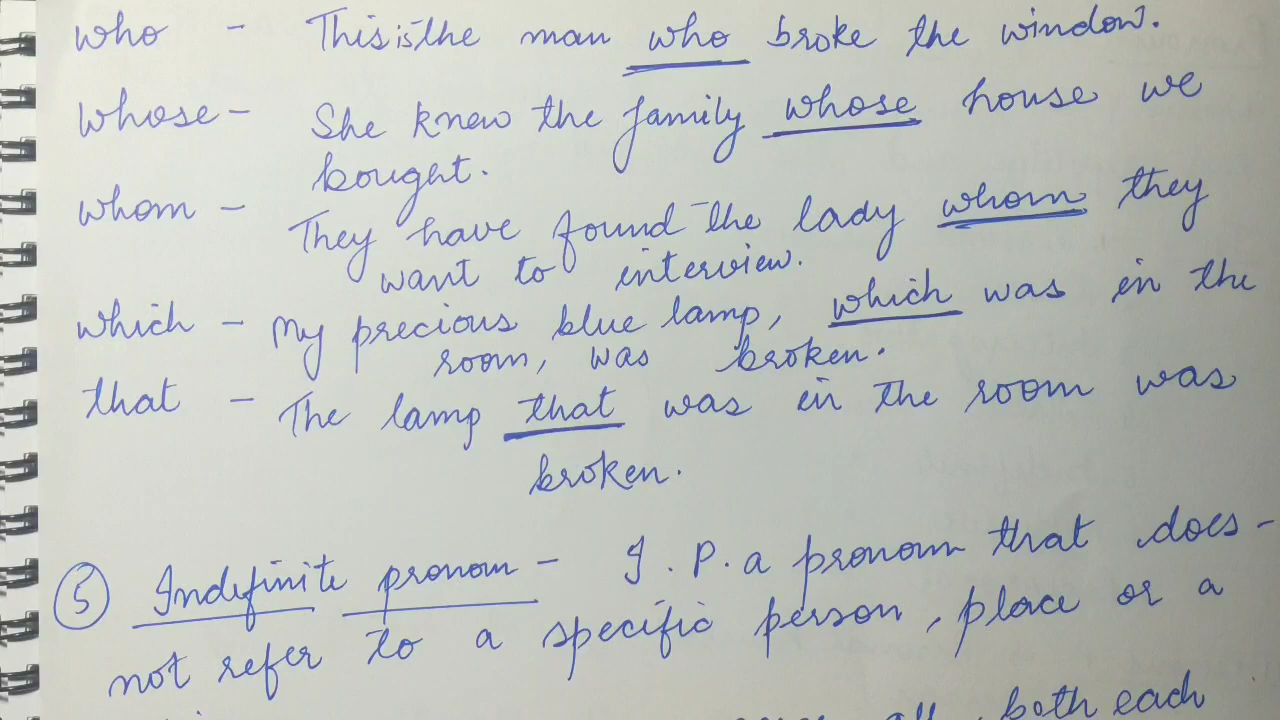 who - This is the man who broke the window.
whose - She knew the family whose house we
bought.
whom - They have found the lady whom they
want to interview.
which - My precious blue lamp, which was in the
room, was broken.
that - The lamp that was in the room was
broken.
5 Indefinite pronoun - I. P. a pronoun that does-
not refer to a specific person, place or a
all, both each